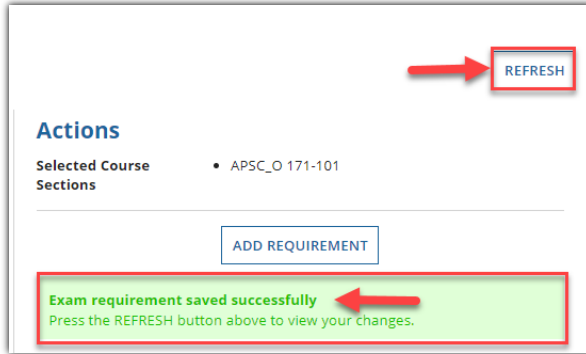 REFRESH
Actions
Selected Course
Sections
• APSC_O 171-101
ADD REQUIREMENT
Exam requirement saved successfully
Press the REFRESH button above to view your changes.